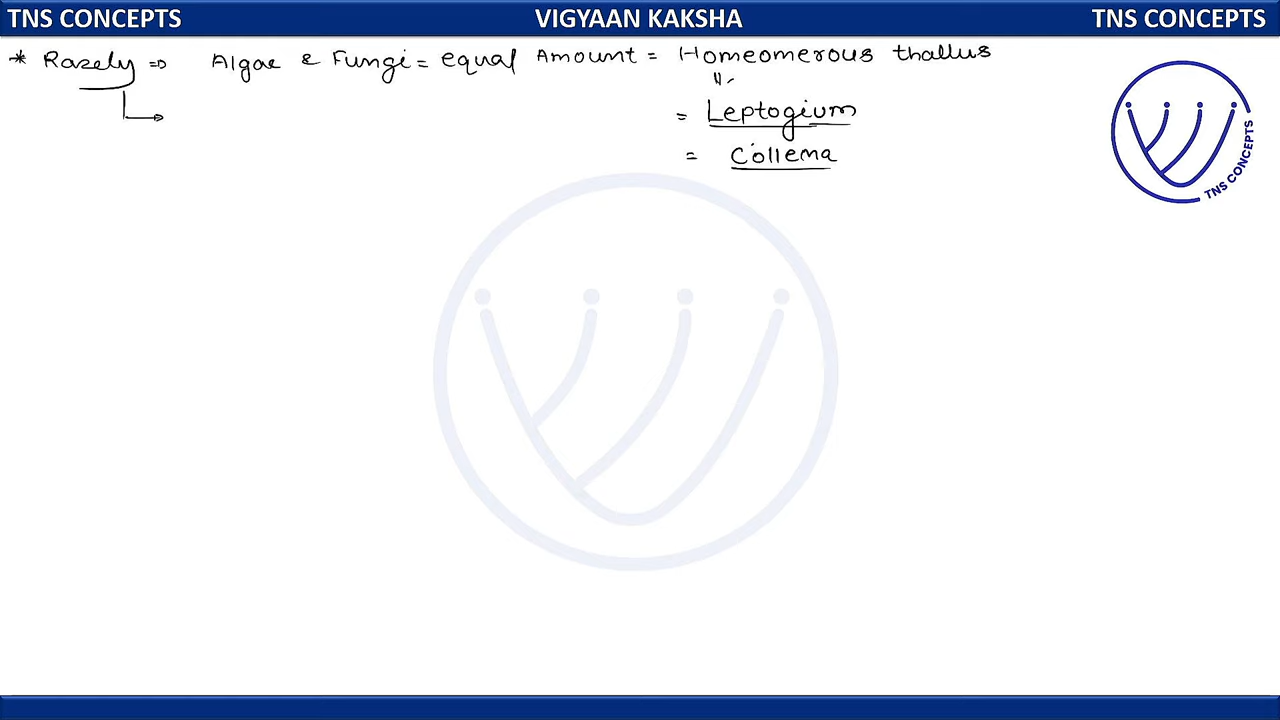 TNS CONCEPTS VIGYAAN KAKSHA TNS CONCEPTS
* Rarely ⇒ Algae & Fungi = equal Amount = Homeomerous thallus
= Leptogium
= Collema
TNS CONCEPTS